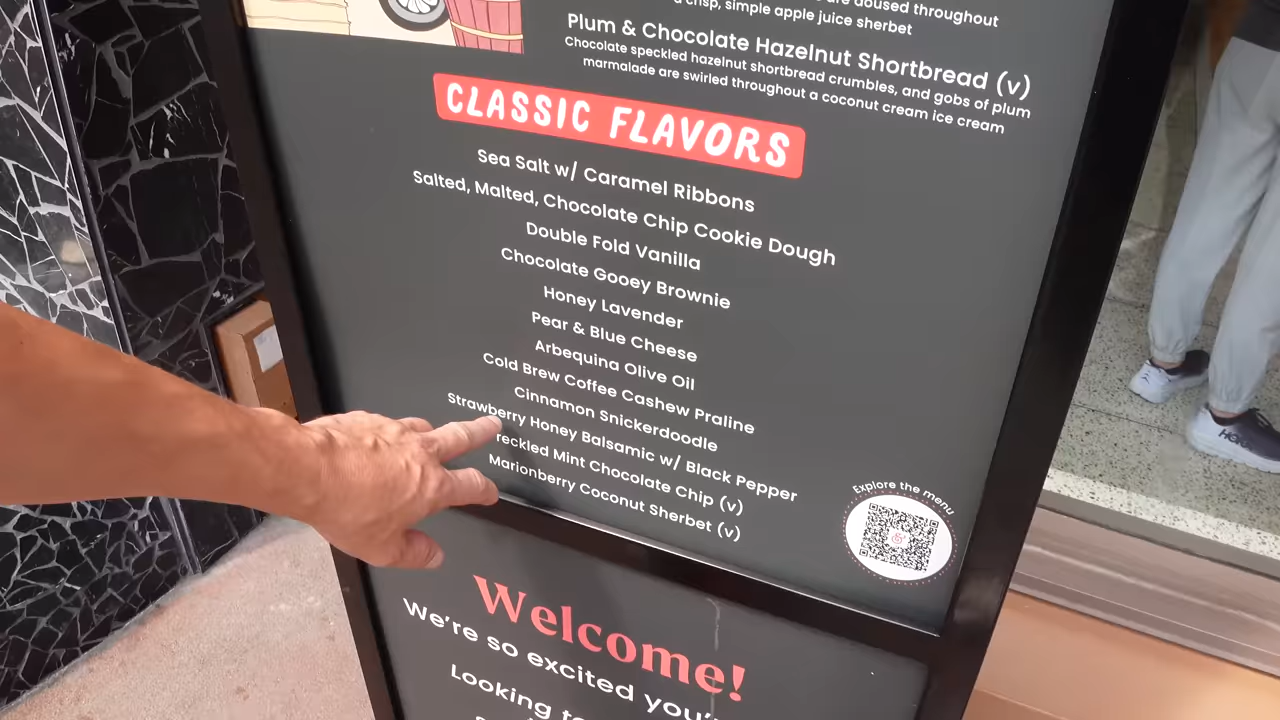 doused throughout
crisp, simple apple juice sherbet
Plum & Chocolate Hazelnut Shortbread (v)
Chocolate speckled hazelnut shortbread crumbles, and gobs of plum
marmalade are swirled throughout a coconut cream ice cream
CLASSIC FLAVORS
Sea Salt w/ Caramel Ribbons
Salted, Malted, Chocolate Chip Cookie Dough
Double Fold Vanilla
Chocolate Gooey Brownie
Honey Lavender
Pear & Blue Cheese
Arbequina Olive Oil
Cold Brew Coffee Cashew Praline
Cinnamon Snickerdoodle
Strawberry Honey Balsamic w/ Black Pepper
reckled Mint Chocolate Chip (v)
Marionberry Coconut Sherbet (v)
Explore the menu
Welcome!
We're so excited you'
Looking
HOKA